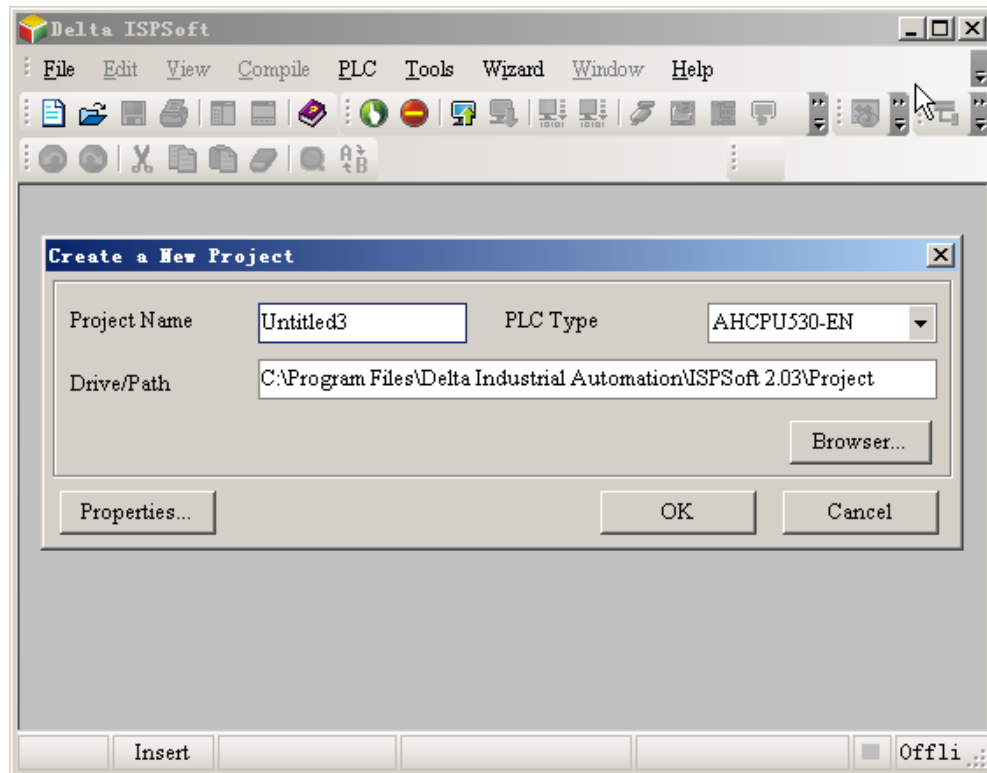 Delta ISPSoft
File Edit View Compile PLC Tools Wizard Window Help
Create a New Project
Project Name Untitled3 PLC Type AHCPU530-EN
Drive/Path C:\Program Files\Delta Industrial Automation\ISPSoft 2.03\Project
Browser...
Properties... OK Cancel
Insert Offli